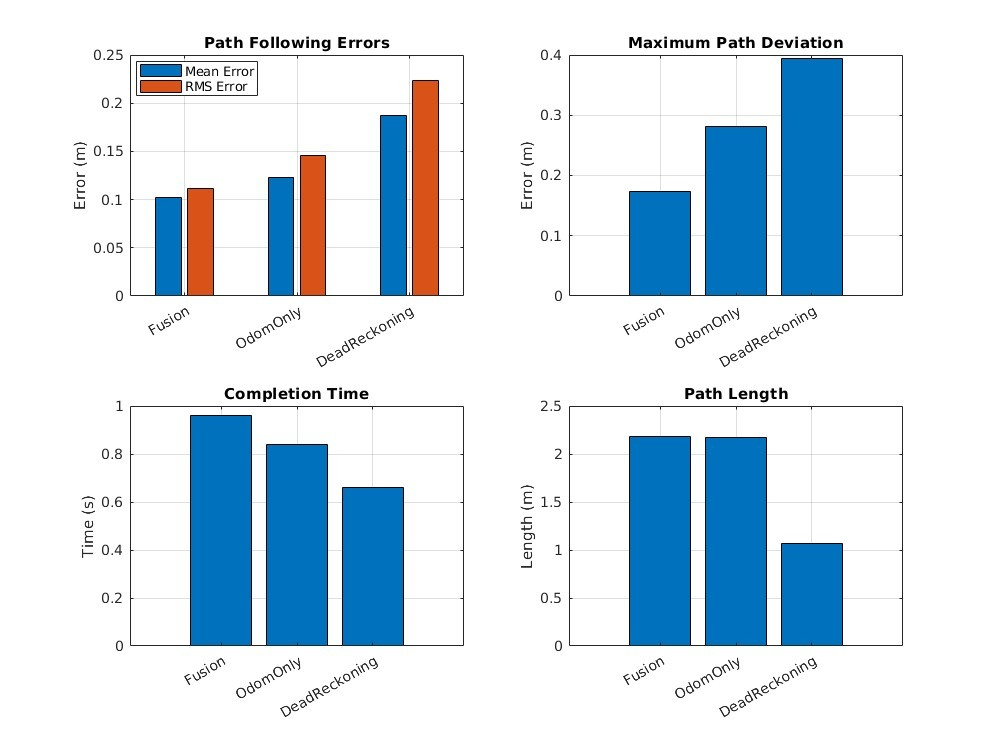 Path Following Errors
Mean Error
RMS Error
Error (m)
0.25
0.2
0.15
0.1
0.05
0
Fusion
OdomOnly
DeadReckoning
Maximum Path Deviation
Error (m)
0.4
0.3
0.2
0.1
0
Fusion
OdomOnly
DeadReckoning
Completion Time
Time (s)
1
0.8
0.6
0.4
0.2
0
Fusion
OdomOnly
DeadReckoning
Path Length
Length (m)
2.5
2
1.5
1
0.5
0
Fusion
OdomOnly
DeadReckoning